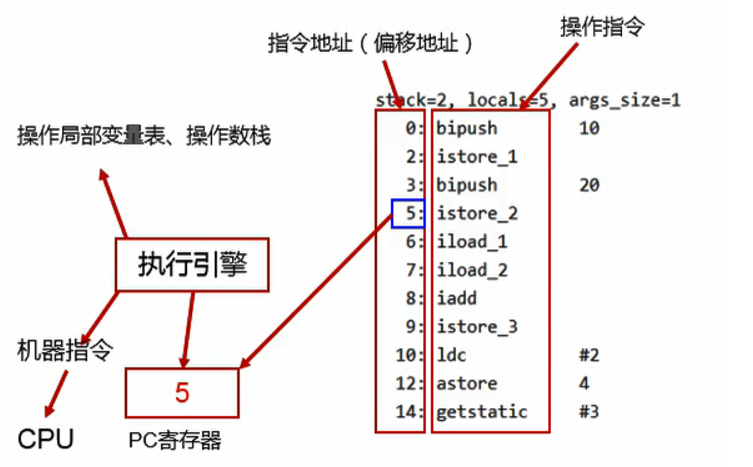 操作指令
指令地址（偏移地址）
stack=2, locals=5, args_size=1
操作局部变量表、操作数栈
0: bipush 10
2: istore_1
3: bipush 20
5: istore_2
6: iload_1
7: iload_2
8: iadd
9: istore_3
10: ldc #2
12: astore 4
14: getstatic #3
执行引擎
机器指令
5
CPU
PC寄存器